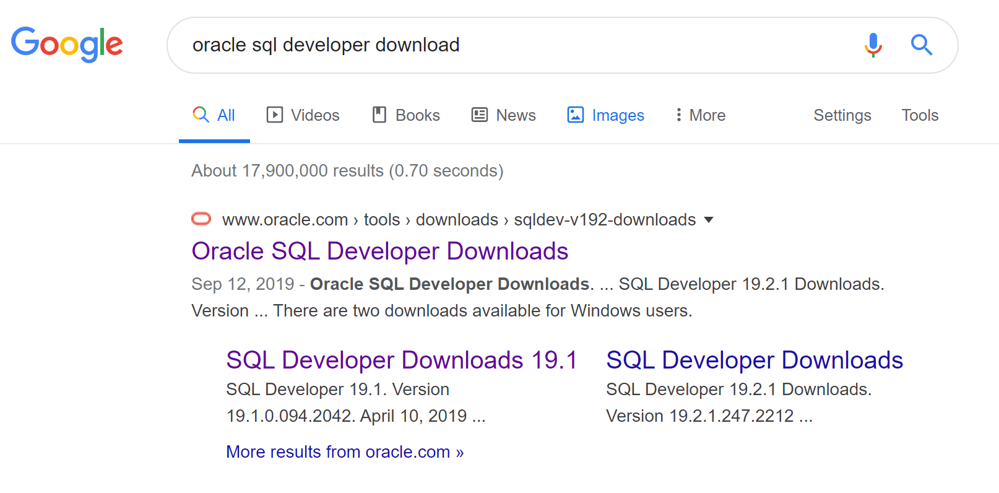 Google
oracle sql developer download
All Videos Books News Images More Settings Tools
About 17,900,000 results (0.70 seconds)
www.oracle.com › tools › downloads › sqldev-v192-downloads
Oracle SQL Developer Downloads
Sep 12, 2019 - Oracle SQL Developer Downloads. ... SQL Developer 19.2.1 Downloads.
Version ... There are two downloads available for Windows users.
SQL Developer Downloads 19.1
SQL Developer 19.1. Version
19.1.0.094.2042. April 10, 2019 ...
SQL Developer Downloads
SQL Developer 19.2.1 Downloads.
Version 19.2.1.247.2212 ...
More results from oracle.com »